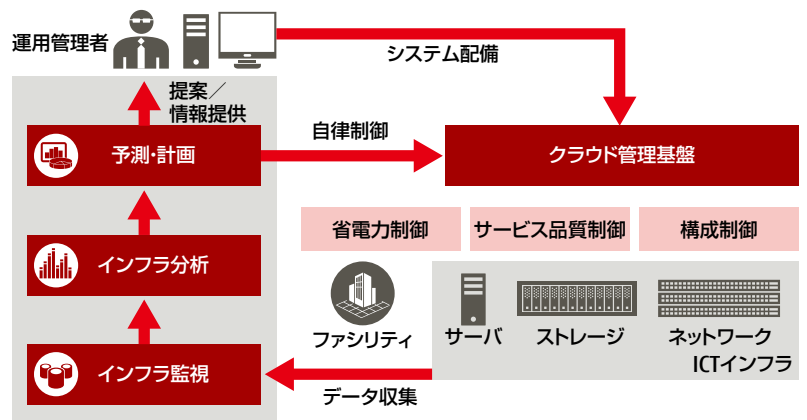 運用管理者
システム配備
提案／
情報提供
自律制御
予測・計画
クラウド管理基盤
省電力制御
サービス品質制御
構成制御
インフラ分析
ファシリティ
サーバ
ストレージ
ネットワーク
ICTインフラ
インフラ監視
データ収集